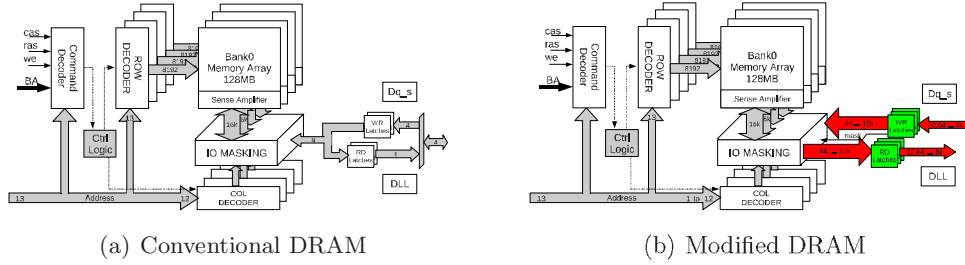 cas
ras
we
BA
Command
Decoder
ROW
DECODER
8192
8192
Bank0
Memory Array
128MB
Sense Amplifier
16k
Ctrl
Logic
13
IO MASKING
8
WR
Latches
4
RD
Latches
4
4
Dq_s
DLL
COL
DECODER
13
Address
12
(a) Conventional DRAM
cas
ras
we
BA
Command
Decoder
ROW
DECODER
8192
8192
Bank0
Memory Array
128MB
Sense Amplifier
16k
Ctrl
Logic
13
IO MASKING
mask
WR
Latches
RD
Latches
Dq_s
DLL
COL
DECODER
13
Address
1 to 12
(b) Modified DRAM